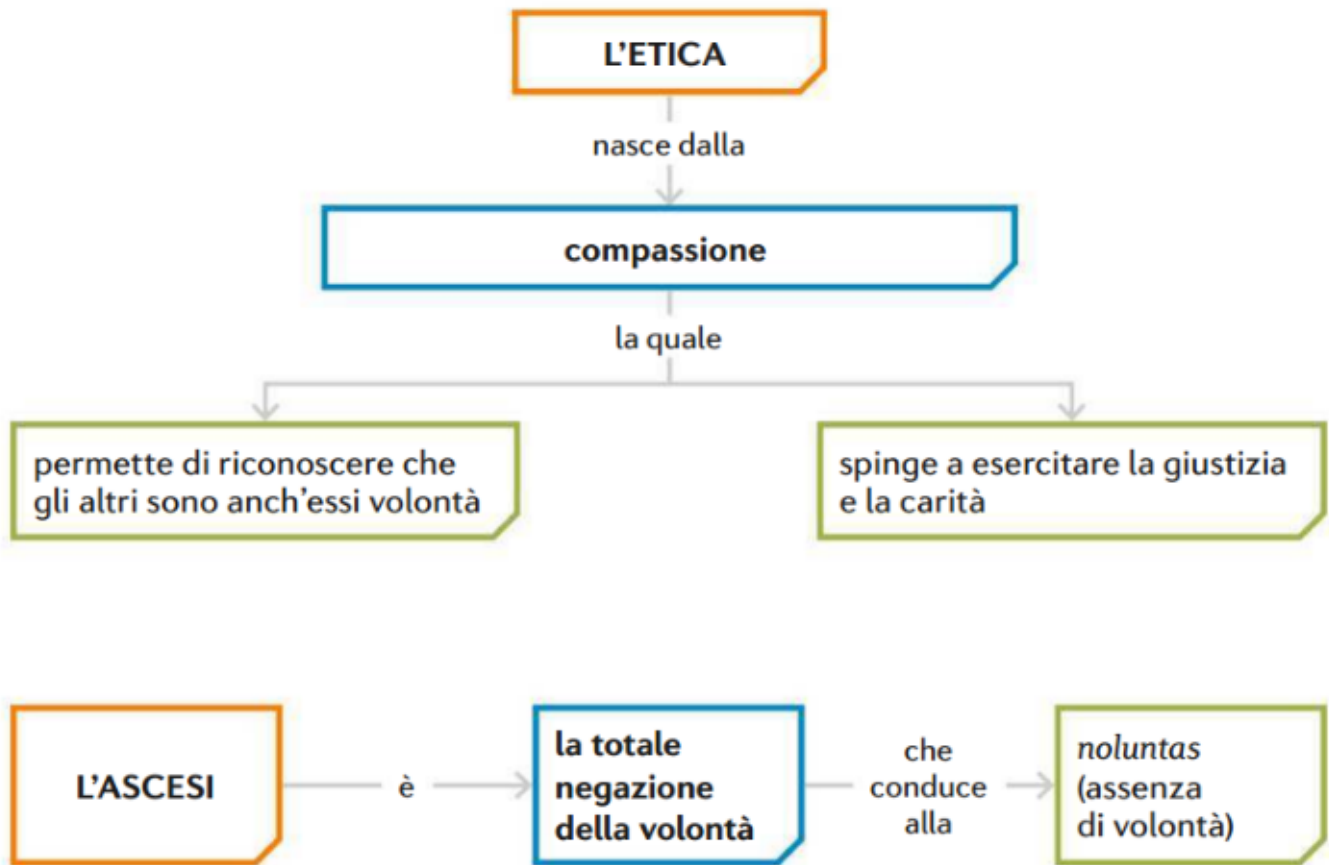 L'ETICA
nasce dalla
compassione
la quale
permette di riconoscere che
gli altri sono anch'essi volontà
spinge a esercitare la giustizia
e la carità
L'ASCESI
è
la totale
negazione
della volontà
che
conduce
alla
noluntas
(assenza
di volontà)